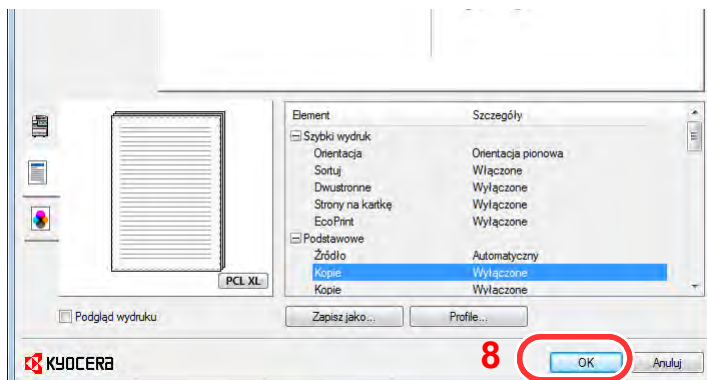 Element Szczegóły
Szybki wydruk
Orientacja Orientacja pionowa
Sortuj Włączone
Dwustronne Wyłączone
Strony na kartkę Wyłączone
EcoPrint Wyłączone
Podstawowe
Źródło Automatyczny
Kopie Wyłączone
Kopie Wyłaczone
PCL XL
Podgląd wydruku Zapisz jako... Profile...
KYOCERA 8 OK Anuluj